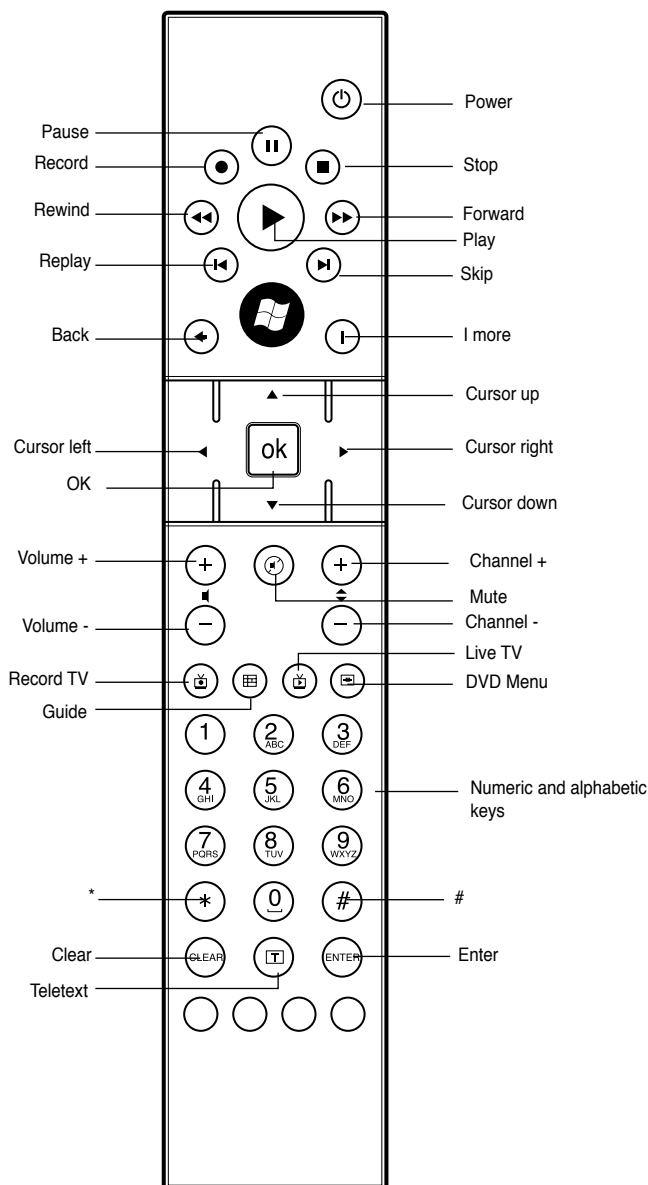 Power
Pause
Record
Stop
Rewind
Forward
Play
Replay
Skip
Back
I more
Cursor up
Cursor left
ok
Cursor right
OK
Cursor down
Volume +
Channel +
Mute
Volume -
Channel -
Live TV
Record TV
DVD Menu
Guide
1
2
ABC
3
DEF
4
GHI
5
JKL
6
MNO
Numeric and alphabetic
keys
7
PQRS
8
TUV
9
WXYZ
*
*
0
#
#
Clear
CLEAR
T
ENTER
Enter
Teletext